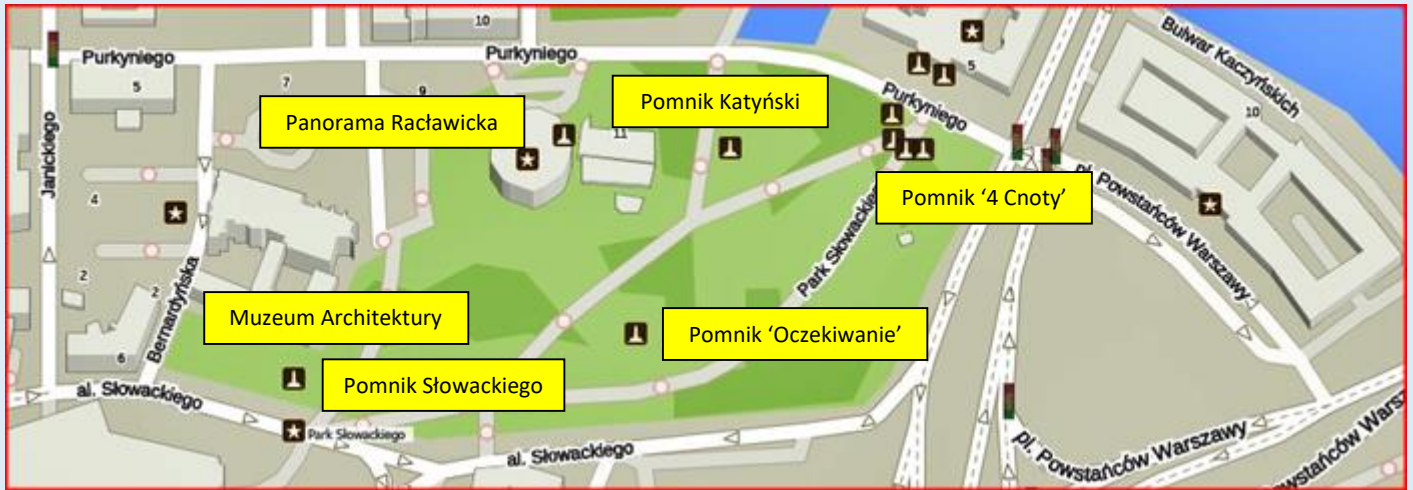 10
Purkyniego
Purkyniego
5
Bulwar Kaczyńskich
5
7
9
Pomnik Katyński
Purkyniego
10
Panorama Racławicka
11
Janickiego
pl. Powstańców Warszawy
4
Pomnik ‘4 Cnoty’
Park Słowackiego
2
2
Bernardyńska
Muzeum Architektury
Pomnik ‘Oczekiwanie’
6
Pomnik Słowackiego
al. Słowackiego
Park Słowackiego
al. Słowackiego
pl. Powstańców Warszawy